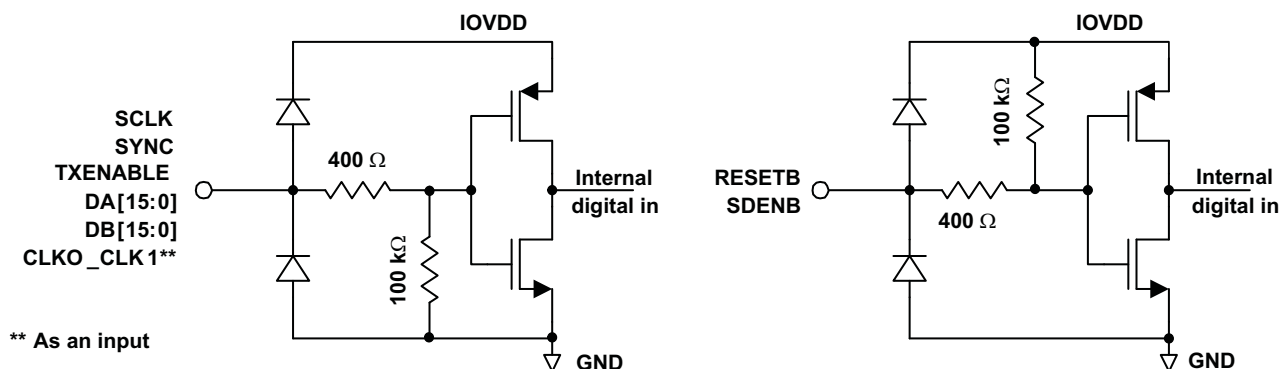 IOVDD
SCLK
SYNC
TXENABLE
DA[15:0]
DB[15:0]
CLKO_CLK1**
400 Ω
100 kΩ
Internal
digital in
GND
** As an input
IOVDD
100 kΩ
RESETB
SDENB
400 Ω
Internal
digital in
GND